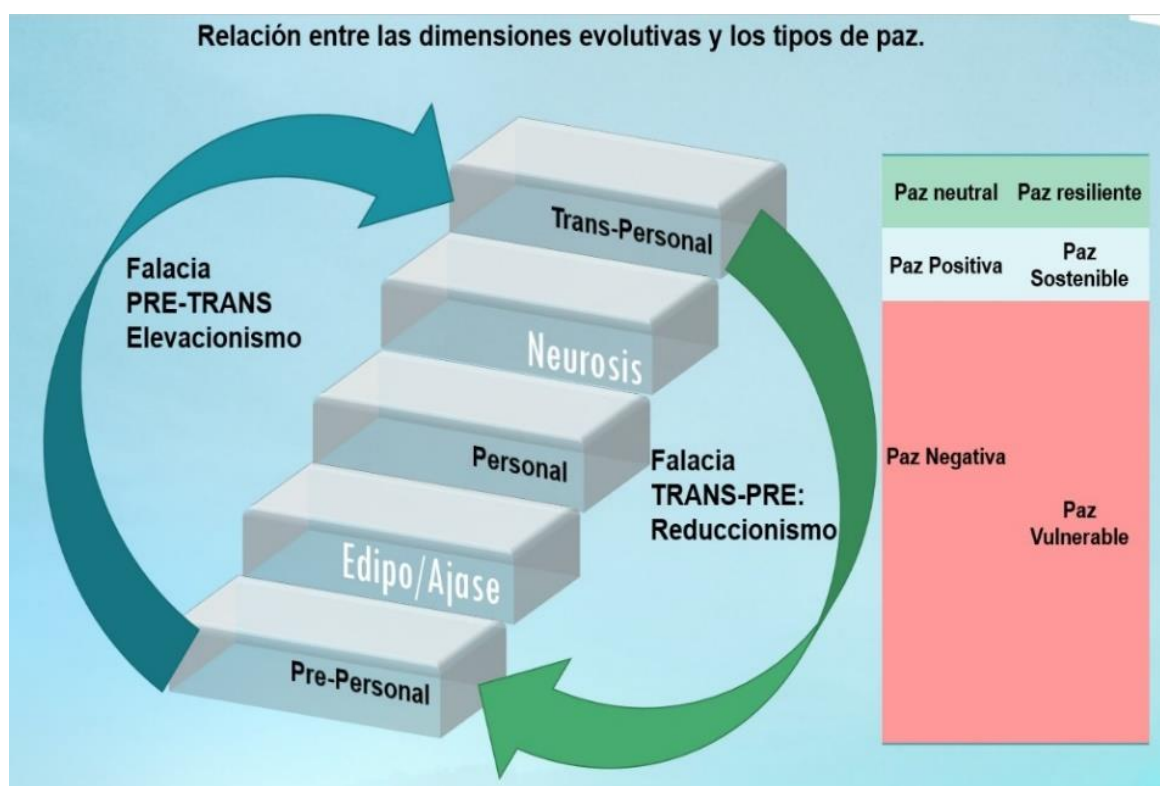 Relación entre las dimensiones evolutivas y los tipos de paz.
Falacia
PRE-TRANS
Elevacionismo
Trans-Personal
Neurosis
Personal
Edipo/Ajase
Pre-Personal
Falacia
TRANS-PRE:
Reduccionismo
Paz neutral Paz resiliente
Paz Positiva Paz
Sostenible
Paz Negativa
Paz
Vulnerable